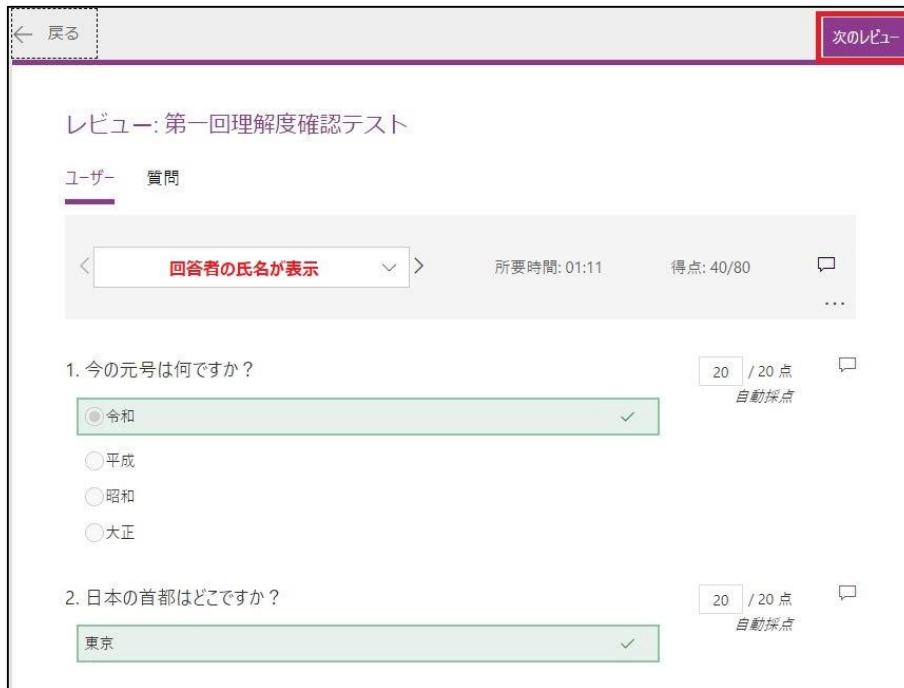 戻る
次のレビュー
レビュー: 第一回理解度確認テスト
ユーザー 質問
回答者の氏名が表示 所要時間: 01:11 得点: 40/80
...
1. 今の元号は何ですか？ 20 / 20 点
自動採点
令和
平成
昭和
大正
2. 日本の首都はどこですか？ 20 / 20 点
自動採点
東京